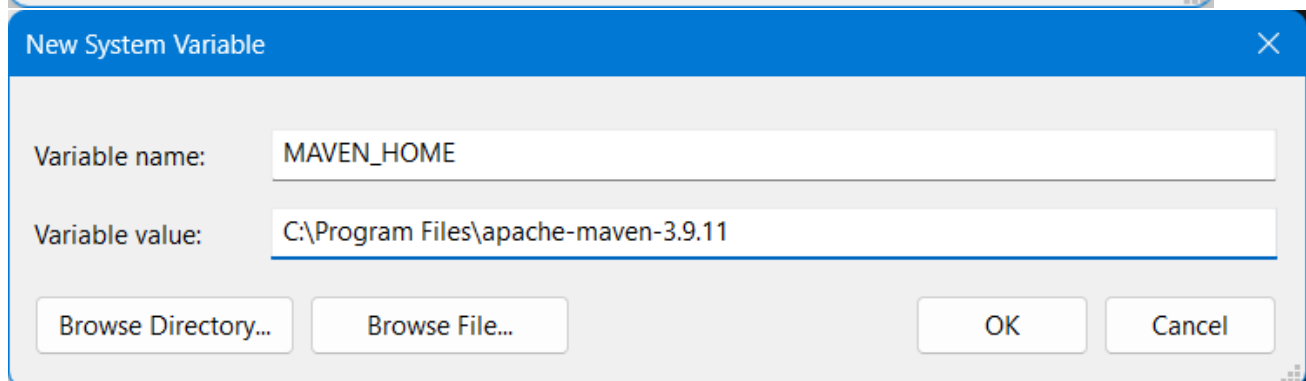 New System Variable
Variable name: MAVEN_HOME
Variable value: C:\Program Files\apache-maven-3.9.11
Browse Directory... Browse File... OK Cancel